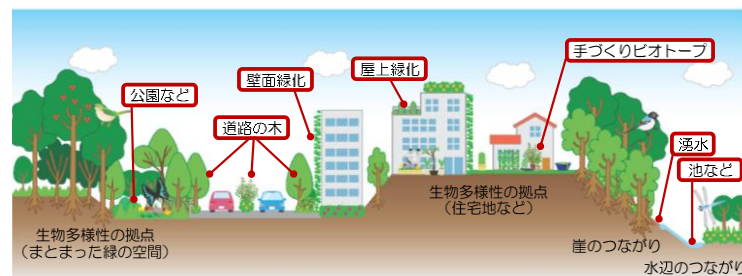 手づくりビオトープ
屋上緑化
壁面緑化
公園など
道路の木
湧水
池など
生物多様性の拠点
(まとまった緑の空間)
生物多様性の拠点
(住宅地など)
崖のつながり
水辺のつながり